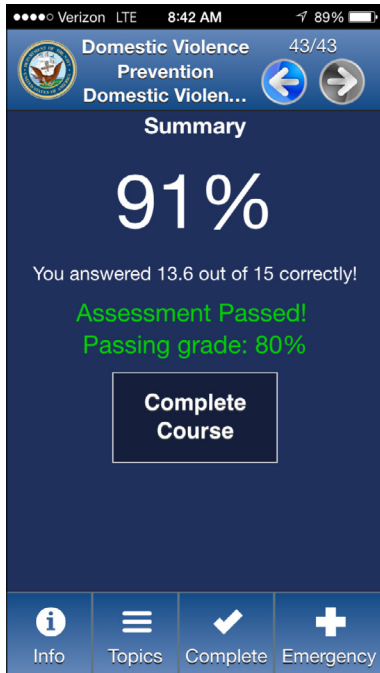 Verizon LTE 8:42 AM 89%
Domestic Violence 43/43
Prevention
Domestic Violen...
Summary
91%
You answered 13.6 out of 15 correctly!
Assessment Passed!
Passing grade: 80%
Complete
Course
Info Topics Complete Emergency